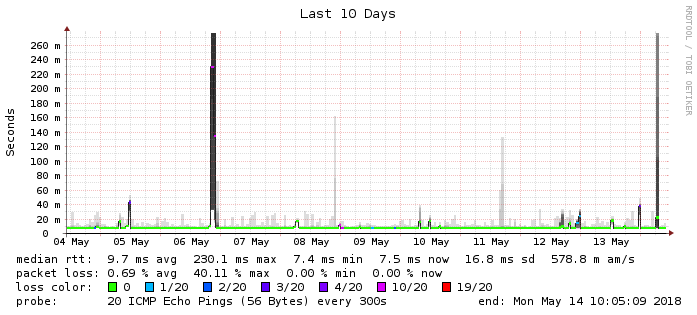 Last 10 Days
RRDTOOL / TOBI OETIKER
Seconds
260 m
240 m
220 m
200 m
180 m
160 m
140 m
120 m
100 m
80 m
60 m
40 m
20 m
0
04 May 05 May 06 May 07 May 08 May 09 May 10 May 11 May 12 May 13 May
median rtt: 9.7 ms avg 230.1 ms max 7.4 ms min 7.5 ms now 16.8 ms sd 578.8 m am/s
packet loss: 0.69 % avg 40.11 % max 0.00 % min 0.00 % now
loss color: 0 1/20 2/20 3/20 4/20 10/20 19/20
probe: 20 ICMP Echo Pings (56 Bytes) every 300s end: Mon May 14 10:05:09 2018